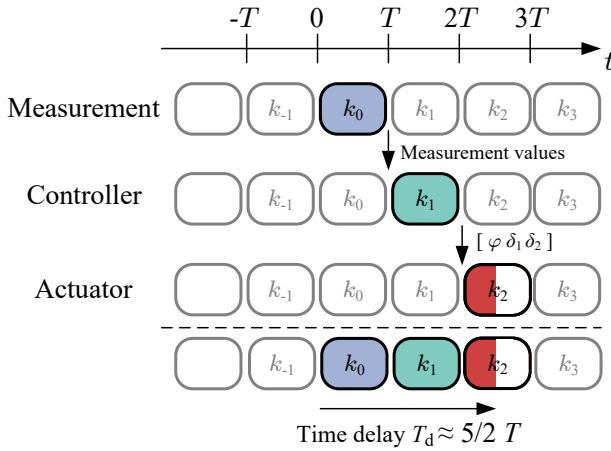 -T 0 T 2T 3T
t
Measurement k₋₁ k₀ k₁ k₂ k₃
Measurement values
Controller k₋₁ k₀ k₁ k₂ k₃
[ φ δ₁ δ₂ ]
Actuator k₋₁ k₀ k₁ k₂ k₃
k₋₁ k₀ k₁ k₂ k₃
Time delay T_d ≈ 5/2 T